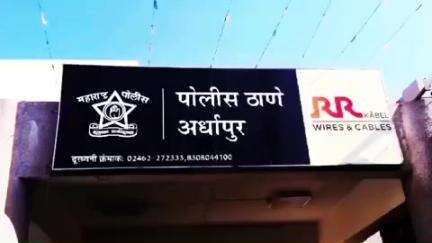 महाराष्ट्र पोलीस
पोलीस ठाणे
अर्धापुर
दूरध्वनी क्रमांक: 02462-272333,8308044100
RR
KABEL
WIRES & CABLES